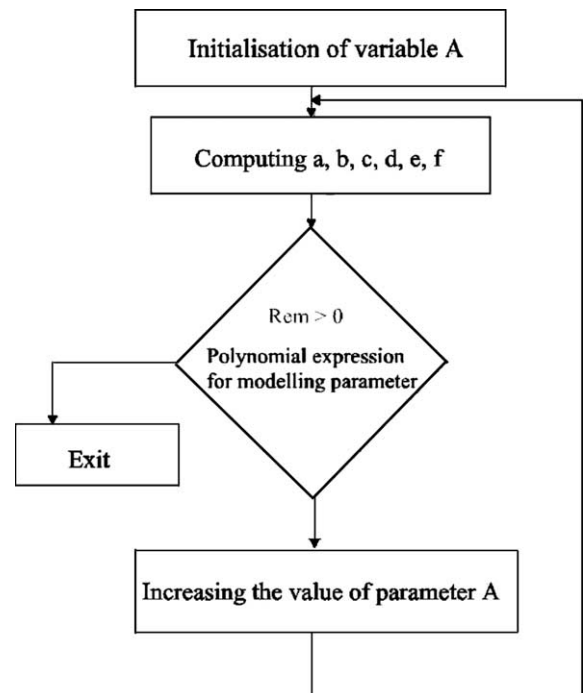 Initialisation of variable A
Computing a, b, c, d, e, f
Rem > 0
Polynomial expression
for modelling parameter
Exit
Increasing the value of parameter A